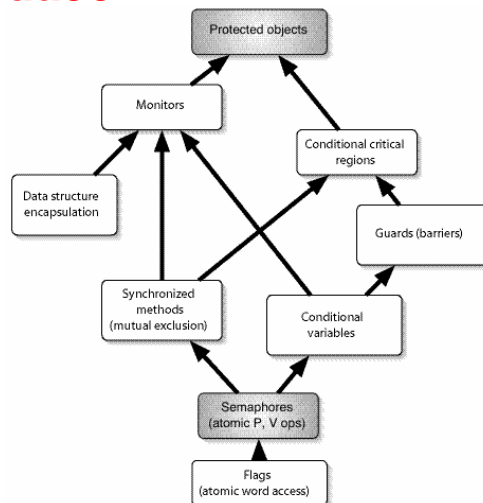 Protected objects
Monitors
Conditional critical
regions
Data structure
encapsulation
Guards (barriers)
Synchronized
methods
(mutual exclusion)
Conditional
variables
Semaphores
(atomic P, V ops)
Flags
(atomic word access)